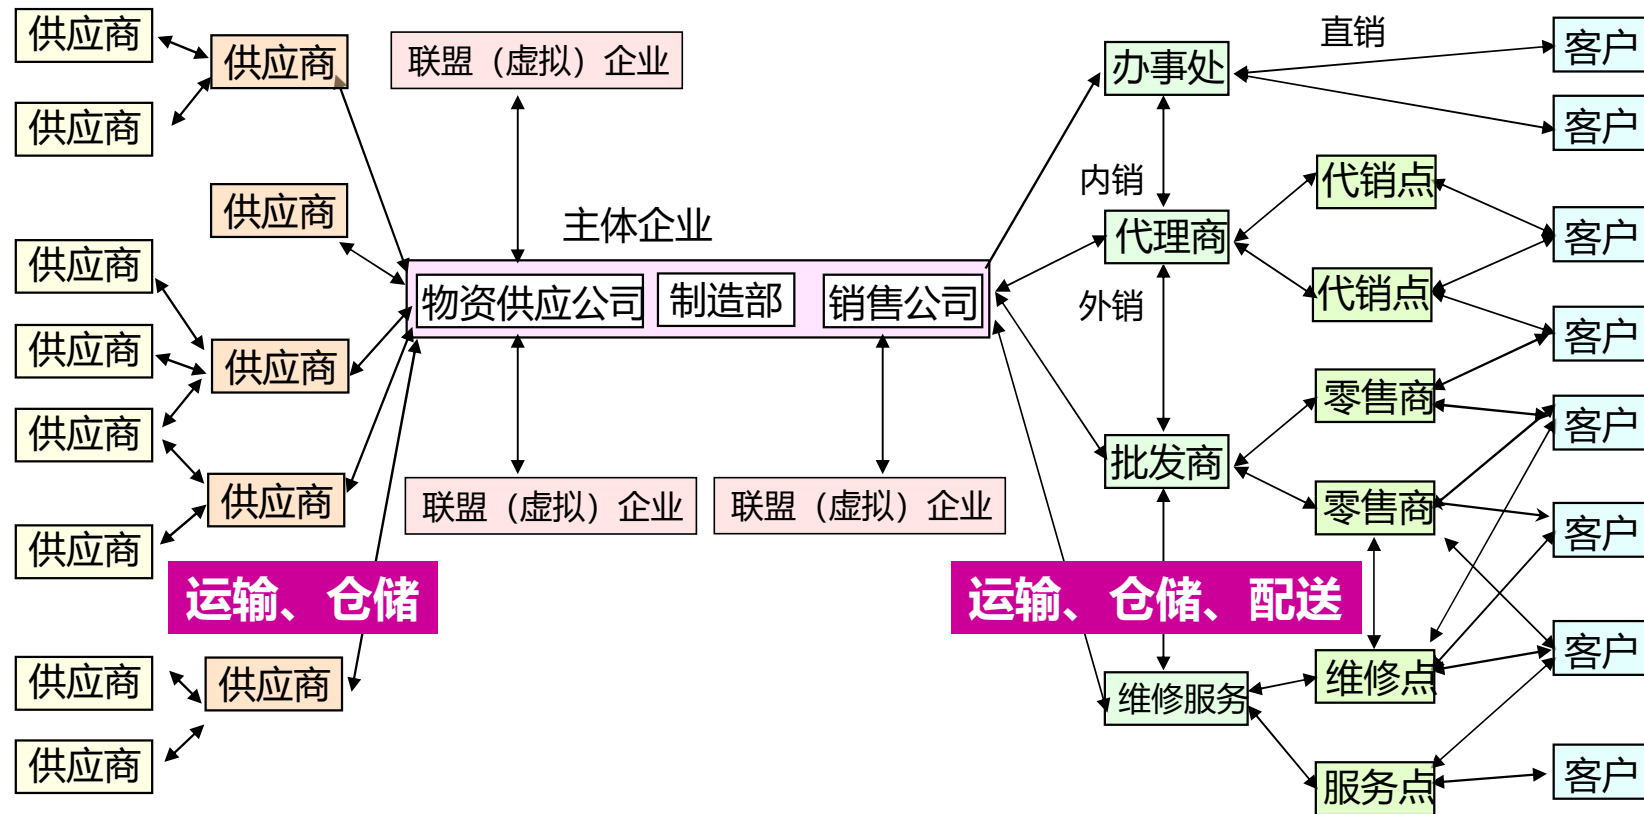 供应商
供应商
联盟（虚拟）企业
办事处
直销
客户
供应商
客户
供应商
主体企业
内销
代销点
代理商
客户
供应商
物资供应公司
制造部
销售公司
外销
代销点
供应商
供应商
零售商
客户
供应商
批发商
客户
供应商
联盟（虚拟）企业
联盟（虚拟）企业
零售商
客户
供应商
运输、仓储
运输、仓储、配送
供应商
供应商
维修服务
维修点
客户
供应商
服务点
客户